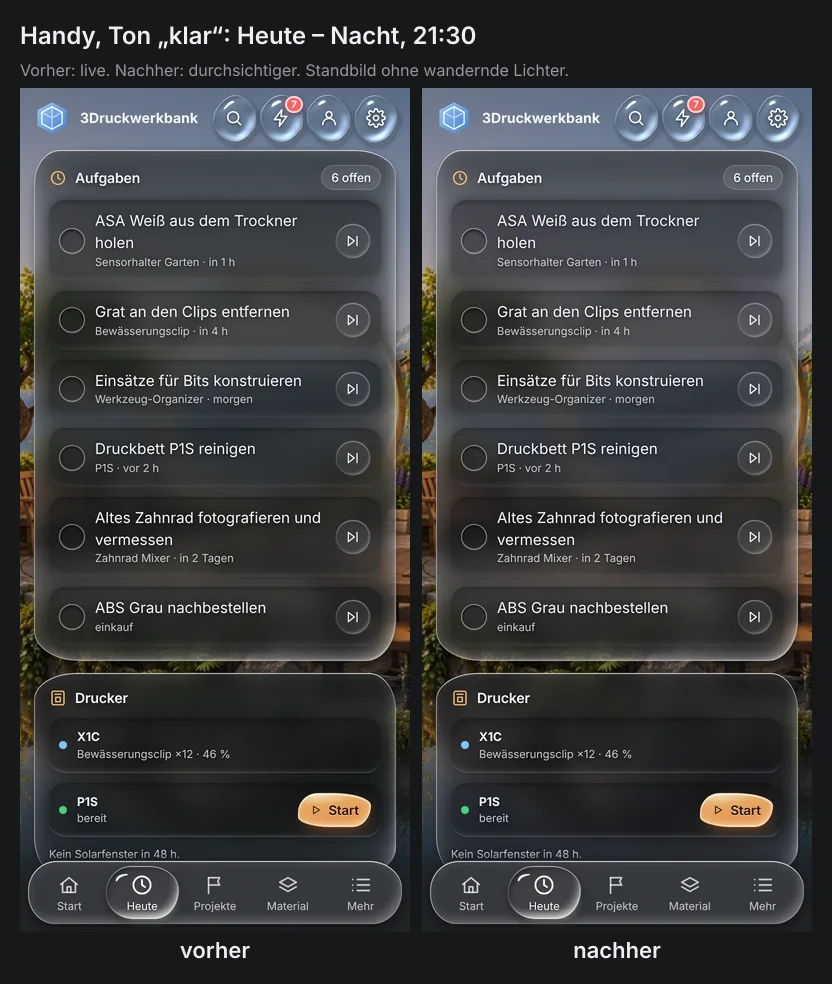 Handy, Ton „klar“: Heute – Nacht, 21:30
Vorher: live. Nachher: durchsichtiger. Standbild ohne wandernde Lichter.
3Druckwerkbank
7
Aufgaben
6 offen
ASA Weiß aus dem Trockner
holen
Sensorhalter Garten · in 1 h
Grat an den Clips entfernen
Bewässerungsclip · in 4 h
Einsätze für Bits konstruieren
Werkzeug-Organizer · morgen
Druckbett P1S reinigen
P1S · vor 2 h
Altes Zahnrad fotografieren und
vermessen
Zahnrad Mixer · in 2 Tagen
ABS Grau nachbestellen
einkauf
Drucker
X1C
Bewässerungsclip ×12 · 46 %
P1S
bereit
Start
Kein Solarfenster in 48 h.
Start
Heute
Projekte
Material
Mehr
vorher
3Druckwerkbank
7
Aufgaben
6 offen
ASA Weiß aus dem Trockner
holen
Sensorhalter Garten · in 1 h
Grat an den Clips entfernen
Bewässerungsclip · in 4 h
Einsätze für Bits konstruieren
Werkzeug-Organizer · morgen
Druckbett P1S reinigen
P1S · vor 2 h
Altes Zahnrad fotografieren und
vermessen
Zahnrad Mixer · in 2 Tagen
ABS Grau nachbestellen
einkauf
Drucker
X1C
Bewässerungsclip ×12 · 46 %
P1S
bereit
Start
Kein Solarfenster in 48 h.
Start
Heute
Projekte
Material
Mehr
nachher